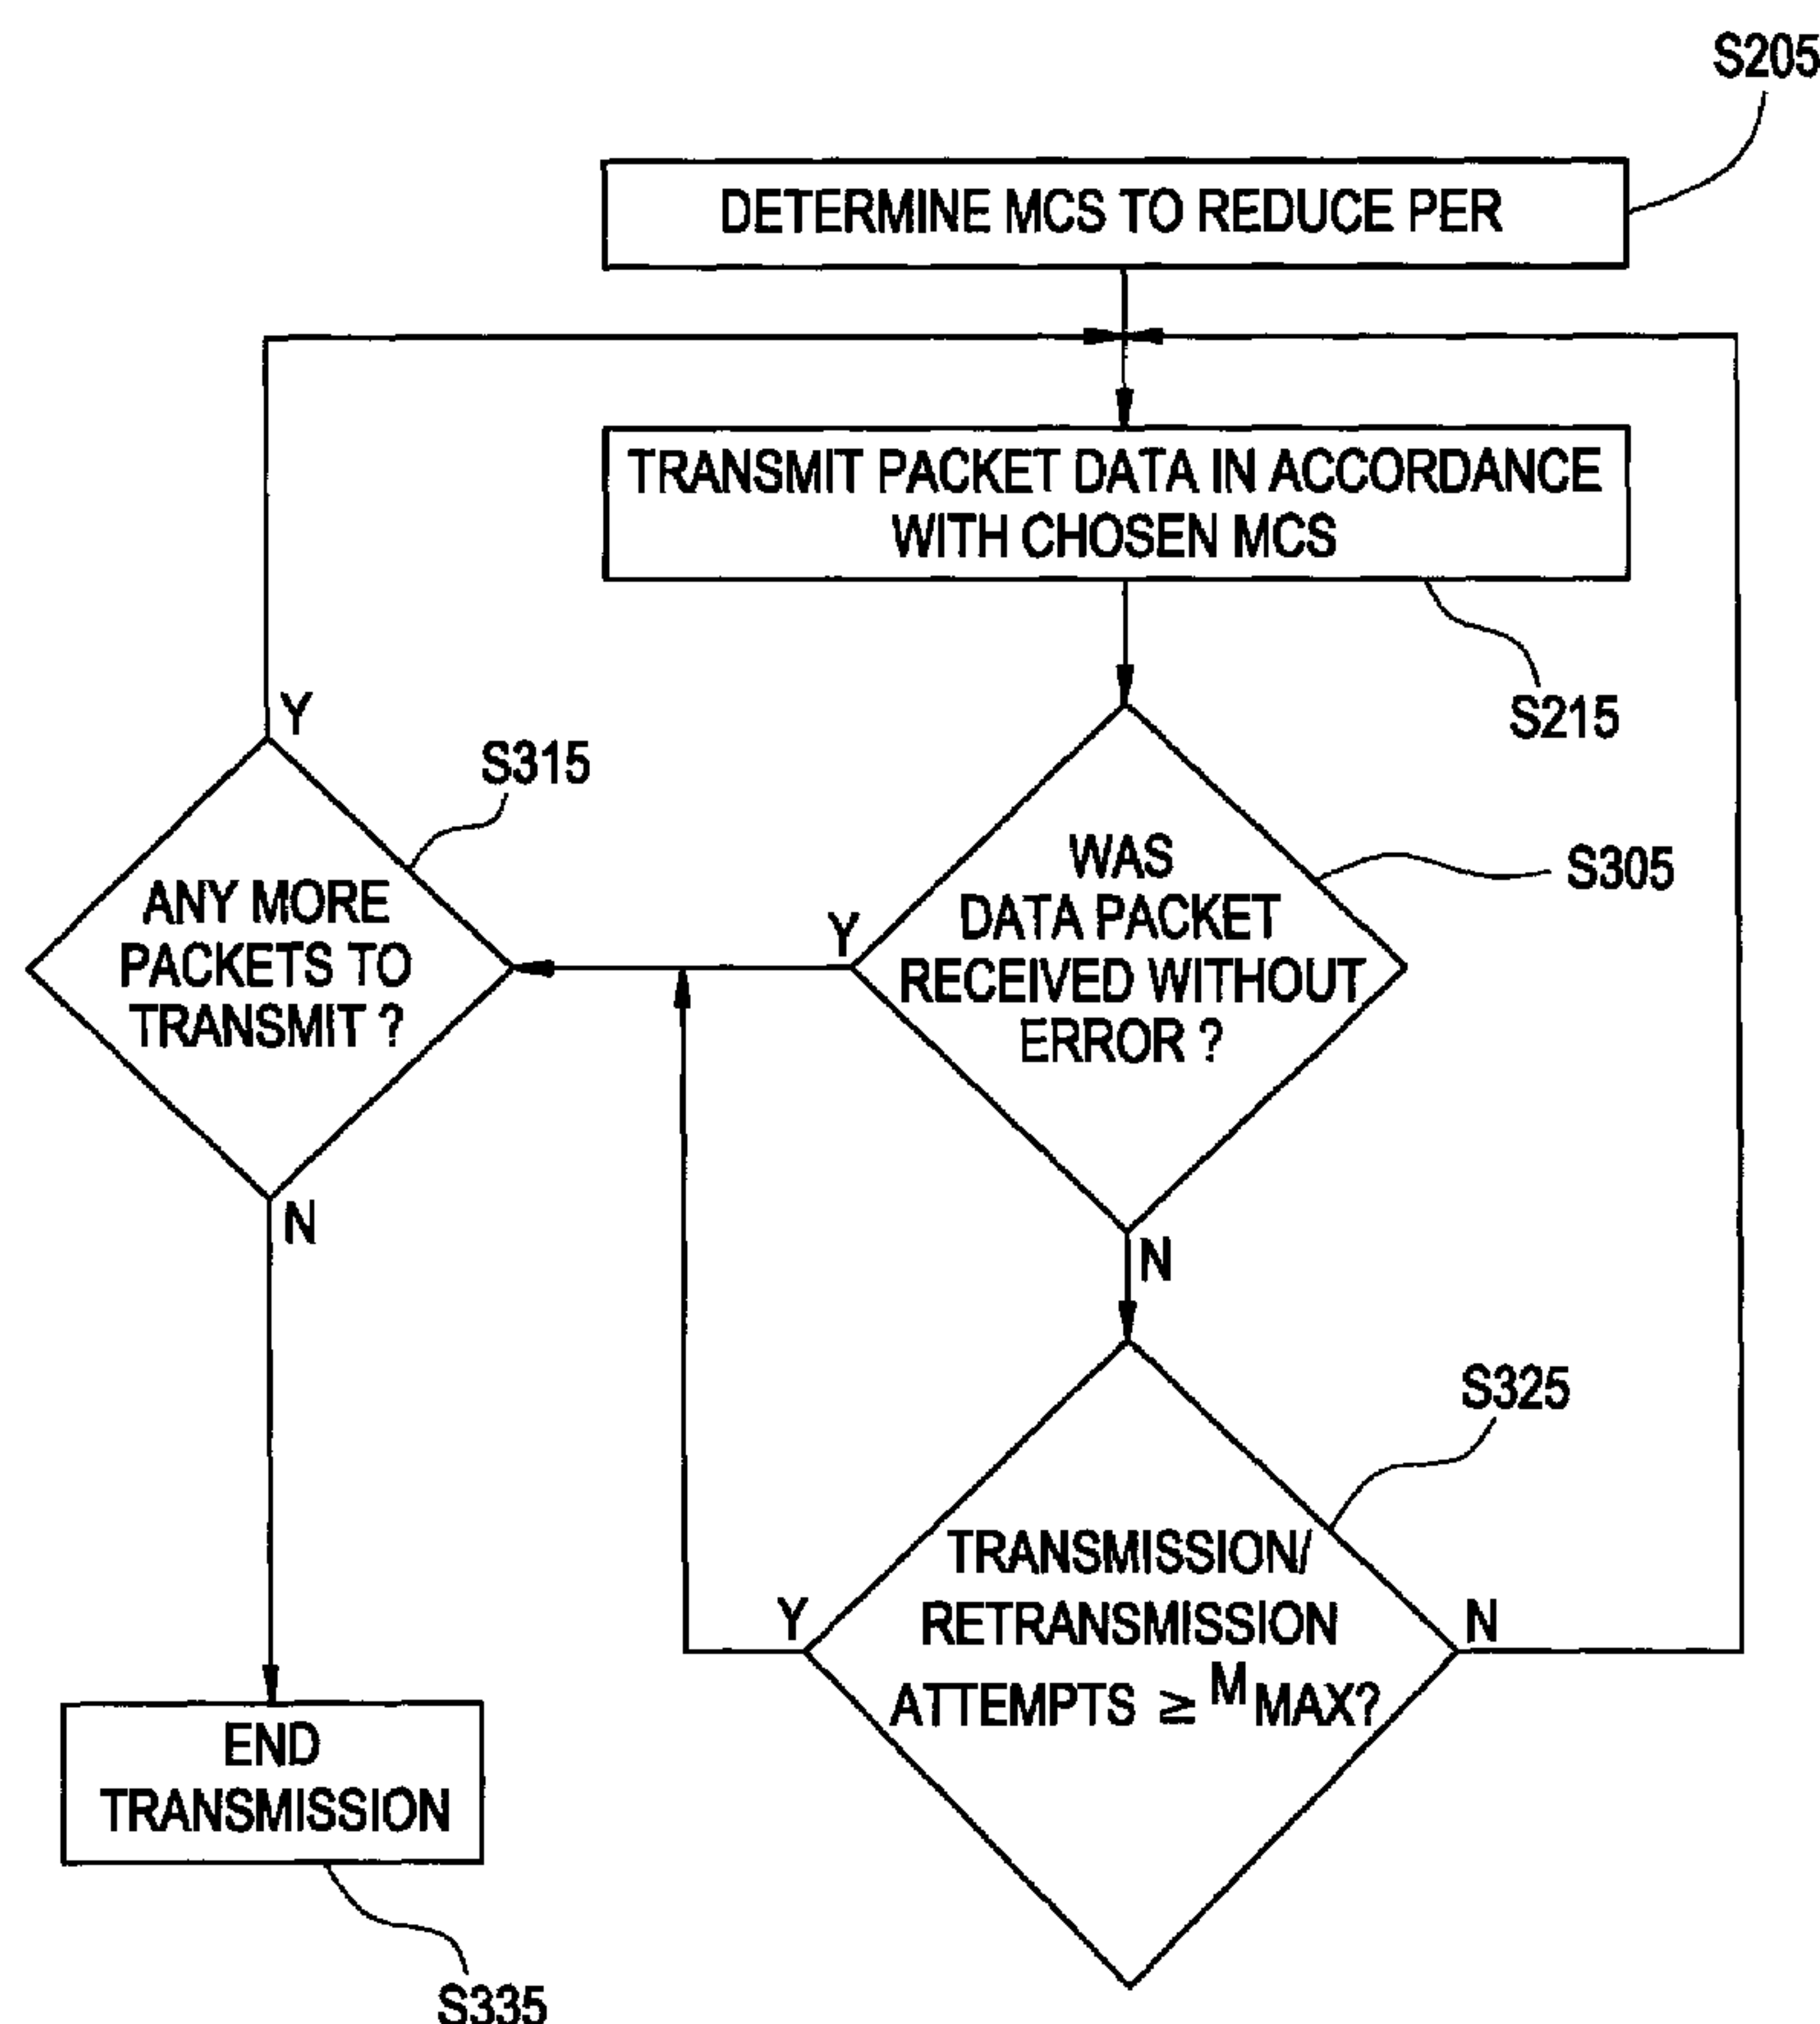 S205
DETERMINE MCS TO REDUCE PER
TRANSMIT PACKET DATA IN ACCORDANCE
WITH CHOSEN MCS
S215
Y
S315
ANY MORE
PACKETS TO
TRANSMIT ?
N
Y
WAS
DATA PACKET
RECEIVED WITHOUT
ERROR ?
S305
N
S325
TRANSMISSION/
RETRANSMISSION
ATTEMPTS ≥ M MAX?
Y
N
END
TRANSMISSION
S335